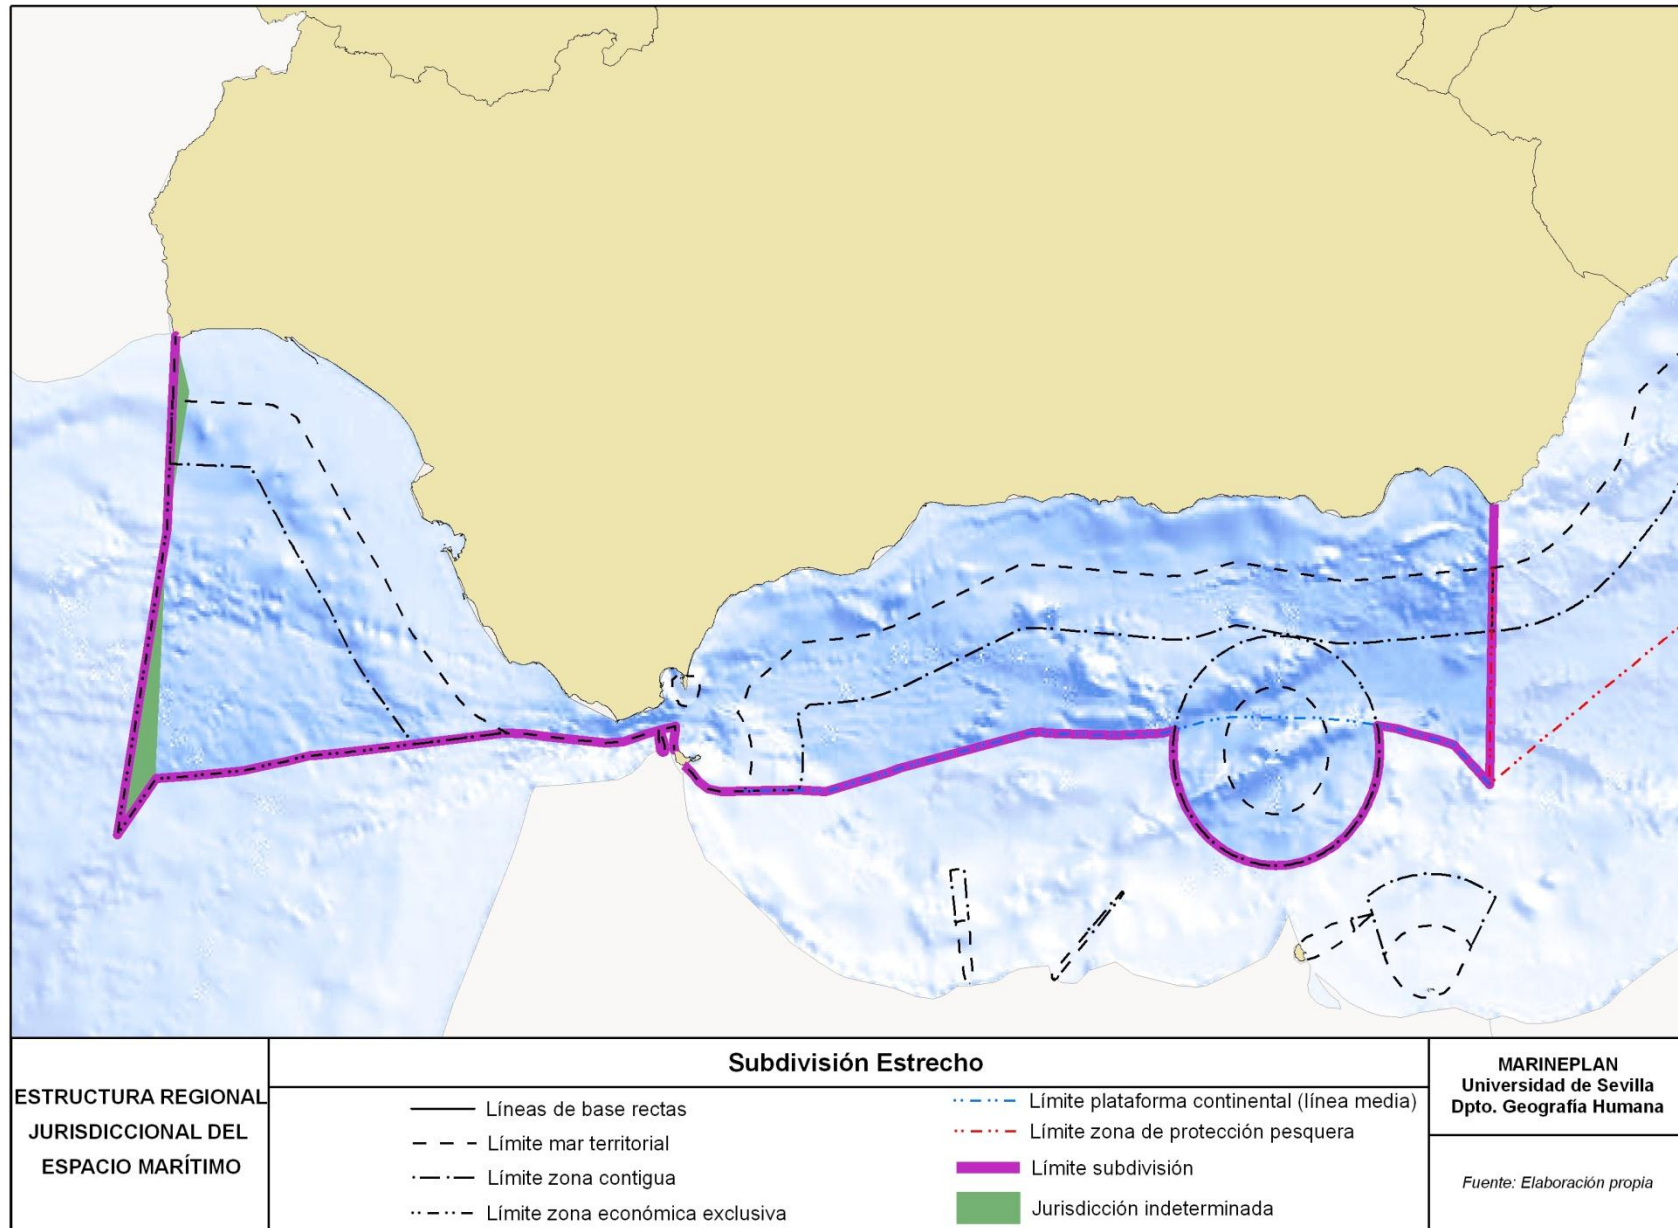 ESTRUCTURA REGIONAL
JURISDICCIONAL DEL
ESPACIO MARÍTIMO
Subdivisión Estrecho
Líneas de base rectas
Límite mar territorial
Límite zona contigua
Límite zona económica exclusiva
Límite plataforma continental (línea media)
Límite zona de protección pesquera
Límite subdivisión
Jurisdicción indeterminada
MARINEPLAN
Universidad de Sevilla
Dpto. Geografía Humana
Fuente: Elaboración propia